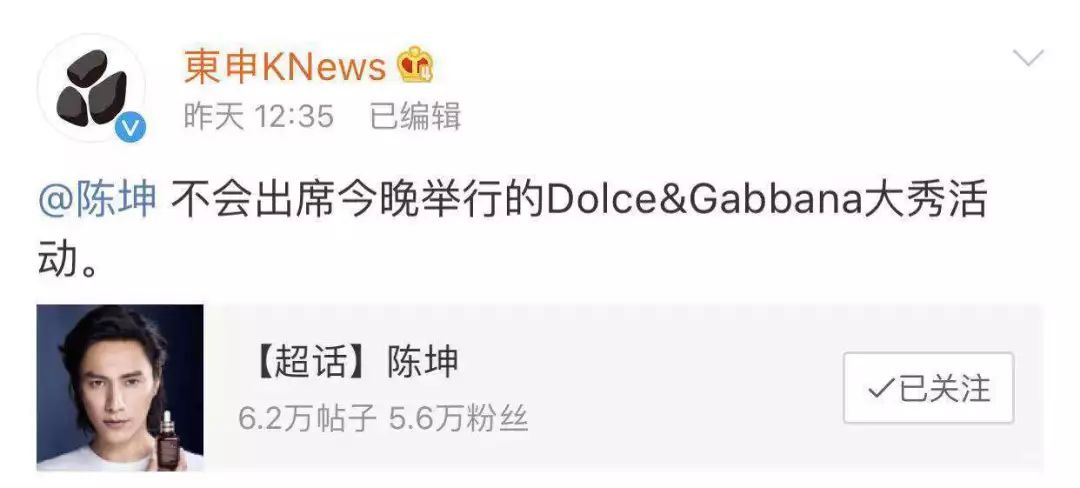 東申KNews
昨天 12:35 已编辑
@陈坤 不会出席今晚举行的Dolce&Gabbana大秀活
动。
【超话】陈坤
6.2万帖子 5.6万粉丝
已关注